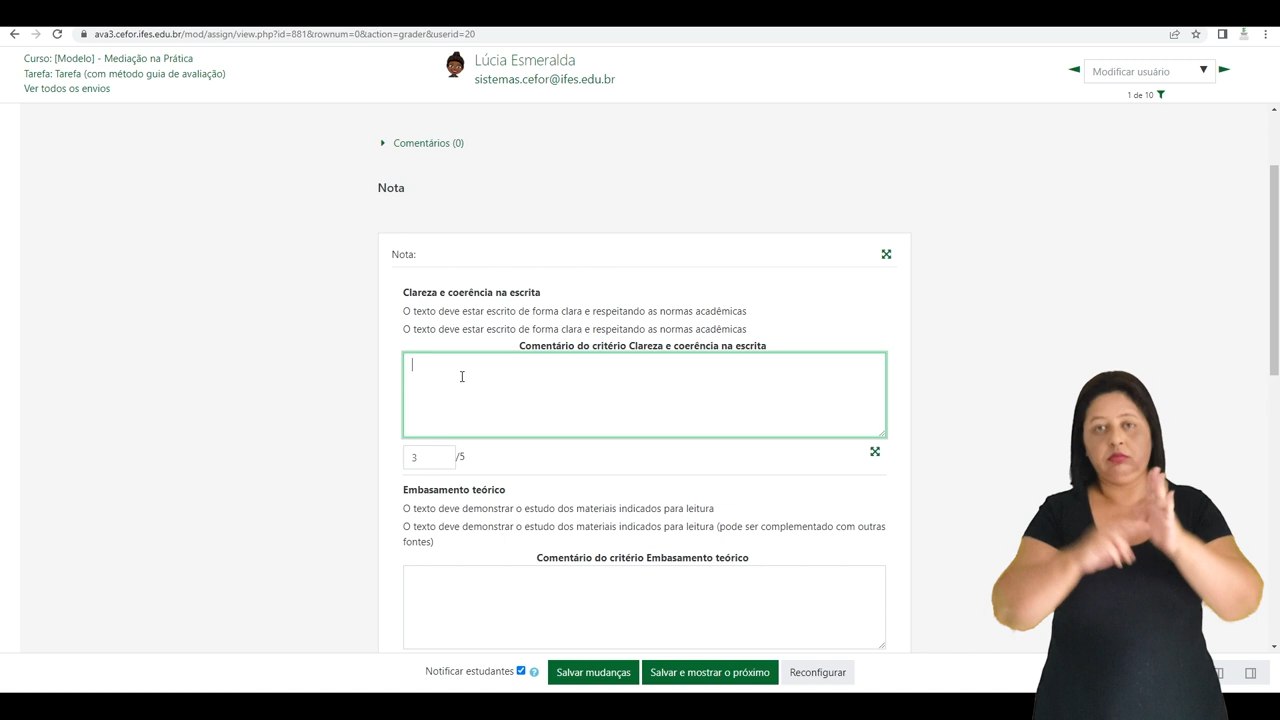 ava3.cefor.ifes.edu.br/mod/assign/view.php?id=881&rownum=0&action=grader&userid=20
Curso: [Modelo] - Mediação na Prática
Tarefa: Tarefa (com método guia de avaliação)
Ver todos os envios
Lúcia Esmeralda
sistemas.cefor@ifes.edu.br
Modificar usuário
1 de 10
Comentários (0)
Nota
Nota:
Clareza e coerência na escrita
O texto deve estar escrito de forma clara e respeitando as normas acadêmicas
O texto deve estar escrito de forma clara e respeitando as normas acadêmicas
Comentário do critério Clareza e coerência na escrita
3 /5
Embasamento teórico
O texto deve demonstrar o estudo dos materiais indicados para leitura
O texto deve demonstrar o estudo dos materiais indicados para leitura (pode ser complementado com outras
fontes)
Comentário do critério Embasamento teórico
Notificar estudantes
Salvar mudanças
Salvar e mostrar o próximo
Reconfigurar